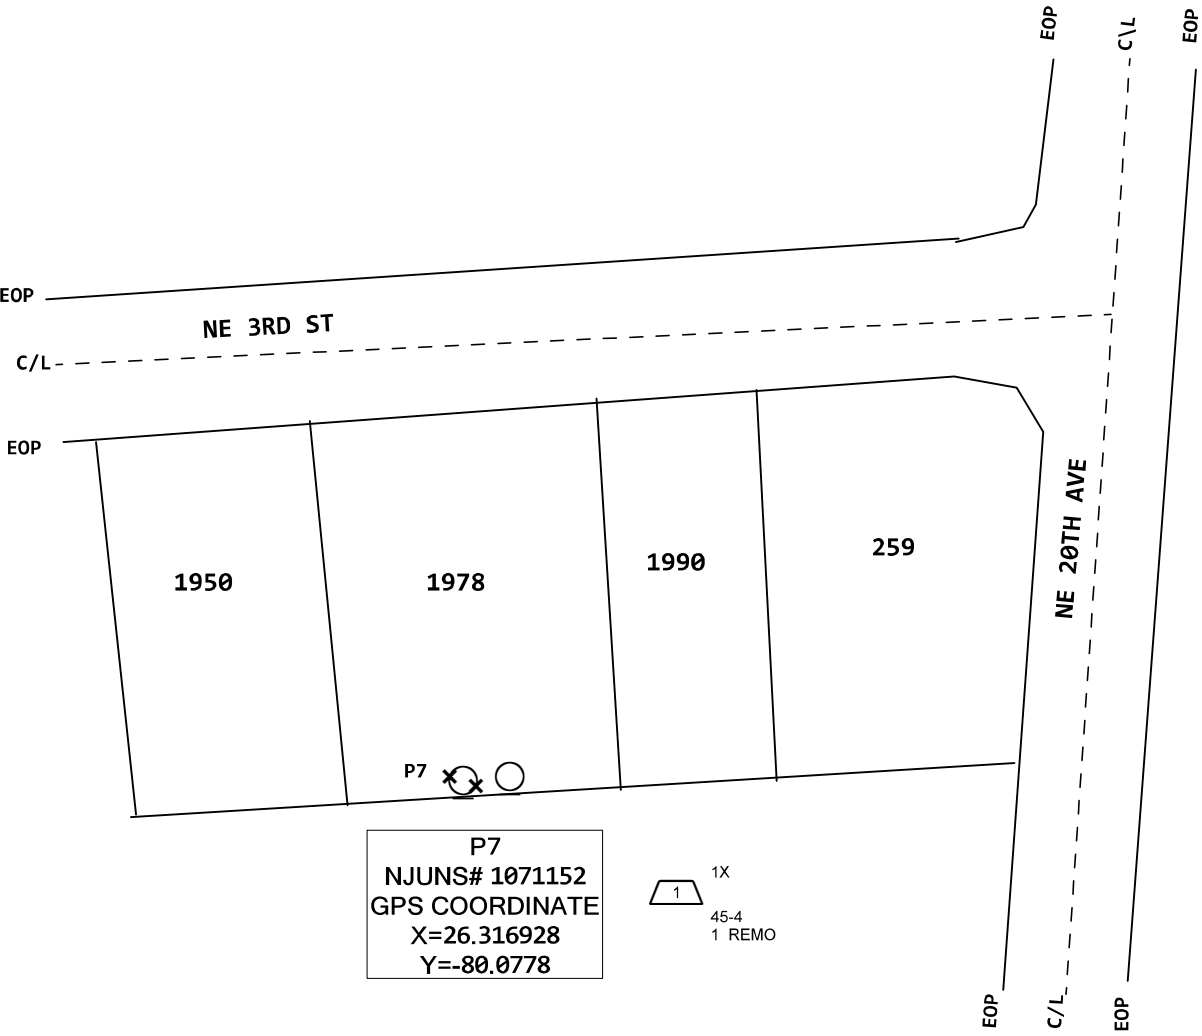 EOP
C\L
EOP
EOP
NE 3RD ST
C/L
EOP
NE 20TH AVE
1950
1978
1990
259
P7
P7
NJUNS# 1071152
GPS COORDINATE
X=26.316928
Y=-80.0778
1
1X
45-4
1 REMO
EOP
C/L
EOP